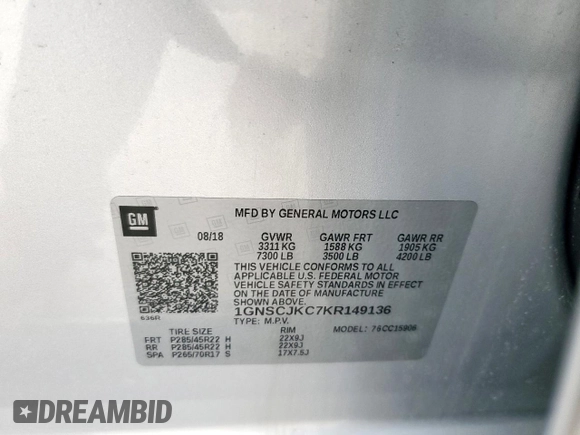 GM
MFD BY GENERAL MOTORS LLC
08/18 GVWR GAWR FRT GAWR RR
3311 KG 1588 KG 1905 KG
7300 LB 3500 LB 4200 LB
THIS VEHICLE CONFORMS TO ALL
APPLICABLE U.S. FEDERAL MOTOR
VEHICLE SAFETY STANDARDS IN EFFECT
ON THE DATE OF MANUFACTURE
SHOWN ABOVE.
1GNSCJKC7KR149136
TYPE: M.P.V.
TIRE SIZE RIM MODEL: 76CC15906
FRT P285/45R22 H 22X9J
RR P285/45R22 H 22X9J
SPA P265/70R17 S 17X7.5J
DREAMBID